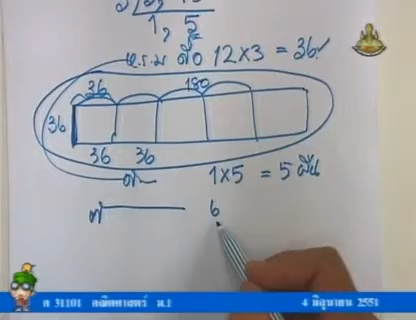 1, 5
ห.ร.ม คือ 12×3 = 36
36
180
36
36 36
1×5 = 5 ผืน
6
ค 31101 คณิตศาสตร์ ม.1
4 มิถุนายน 2551